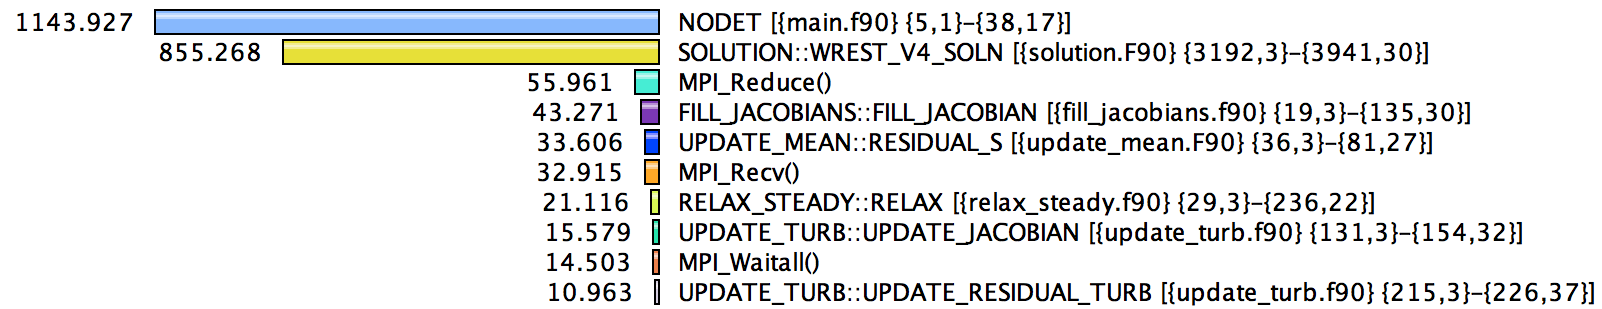 1143.927 NODET [{main.f90} {5,1}-{38,17}]
855.268 SOLUTION::WREST_V4_SOLN [{solution.F90} {3192,3}-{3941,30}]
55.961 MPI_Reduce()
43.271 FILL_JACOBIANS::FILL_JACOBIAN [{fill_jacobians.f90} {19,3}-{135,30}]
33.606 UPDATE_MEAN::RESIDUAL_S [{update_mean.F90} {36,3}-{81,27}]
32.915 MPI_Recv()
21.116 RELAX_STEADY::RELAX [{relax_steady.f90} {29,3}-{236,22}]
15.579 UPDATE_TURB::UPDATE_JACOBIAN [{update_turb.f90} {131,3}-{154,32}]
14.503 MPI_Waitall()
10.963 UPDATE_TURB::UPDATE_RESIDUAL_TURB [{update_turb.f90} {215,3}-{226,37}]